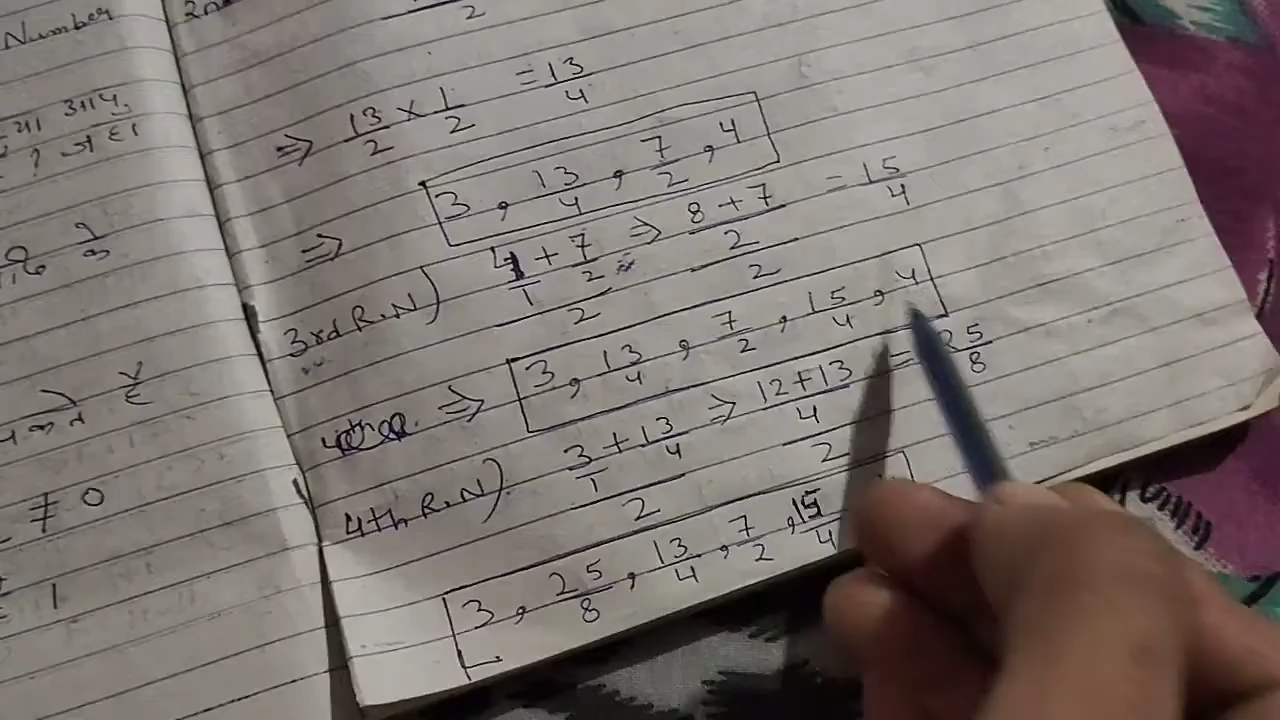 Number
2nd
2
⇒ 13/2 × 1/2 = 13/4
⇒ 3, 13/4, 7/2, 4
3rd R.N) (4/1 + 7/2)/2 ⇒ ((8+7)/2)/2 = 15/4
4th ⇒ 3, 13/4, 7/2, 15/4, 4
4th R.N) (3/1 + 13/4)/2 ⇒ ((12+13)/4)/2 = 25/8
3, 25/8, 13/4, 7/2, 15/4
≠ 0
1